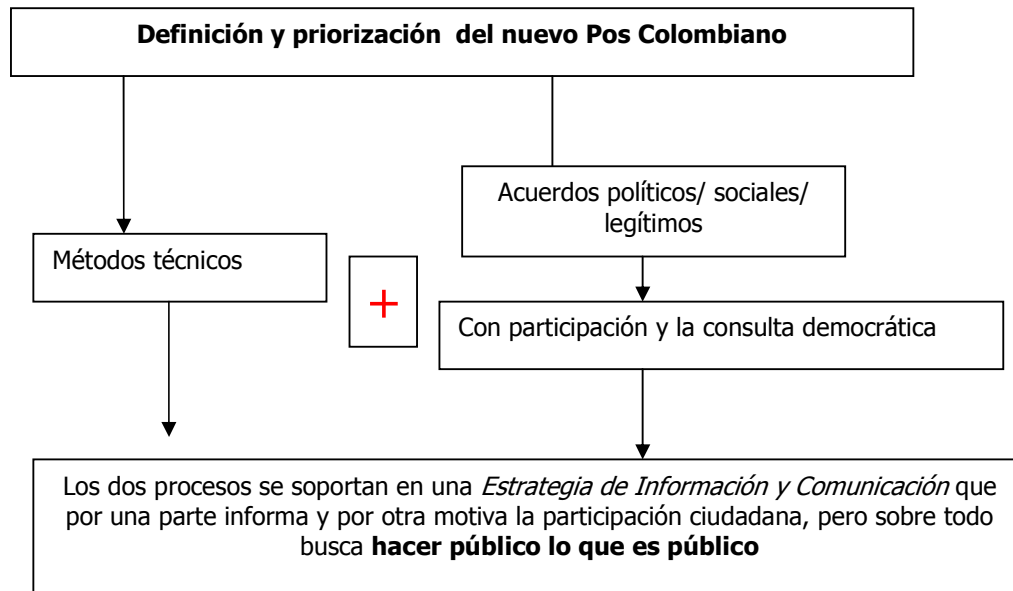 Definición y priorización  del nuevo Pos Colombiano
Acuerdos políticos/ sociales/
legítimos
Métodos técnicos
+
Con participación y la consulta democrática
Los dos procesos se soportan en una Estrategia de Información y Comunicación que
por una parte informa y por otra motiva la participación ciudadana, pero sobre todo
busca hacer público lo que es público